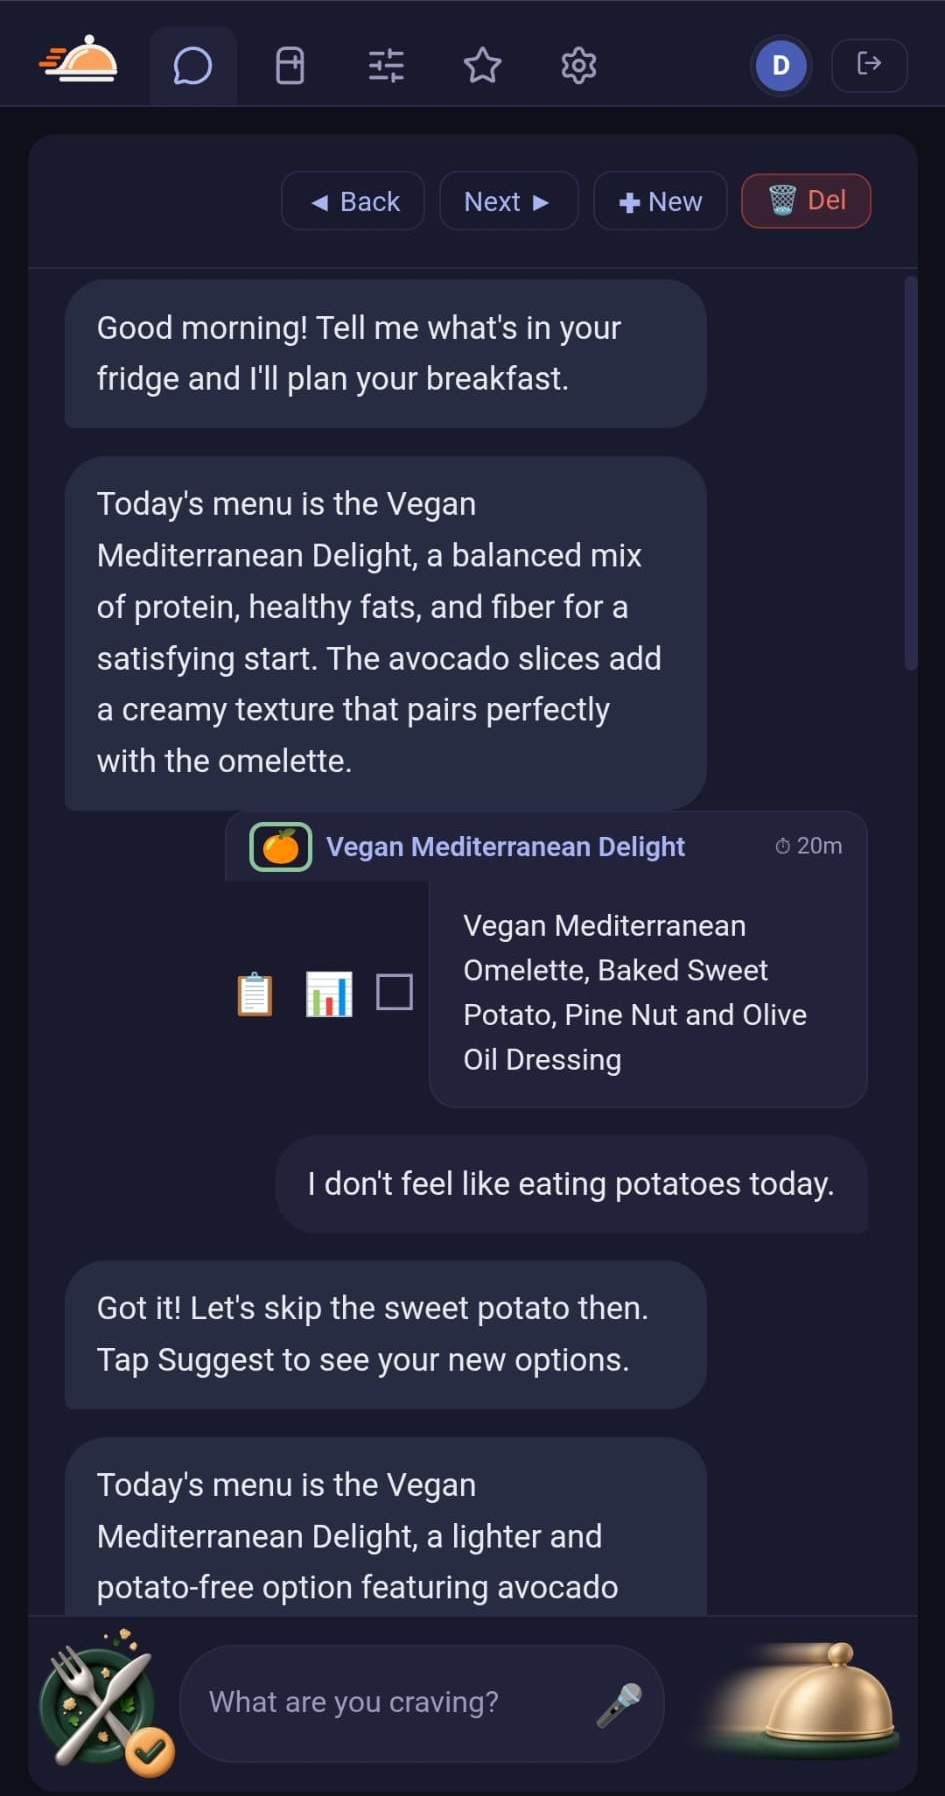 D
◄ Back
Next ►
✚ New
🗑️ Del
Good morning! Tell me what's in your
fridge and I'll plan your breakfast.
Today's menu is the Vegan
Mediterranean Delight, a balanced mix
of protein, healthy fats, and fiber for a
satisfying start. The avocado slices add
a creamy texture that pairs perfectly
with the omelette.
🍊 Vegan Mediterranean Delight
⏱ 20m
Vegan Mediterranean
Omelette, Baked Sweet
Potato, Pine Nut and Olive
Oil Dressing
I don't feel like eating potatoes today.
Got it! Let's skip the sweet potato then.
Tap Suggest to see your new options.
Today's menu is the Vegan
Mediterranean Delight, a lighter and
potato-free option featuring avocado
What are you craving?